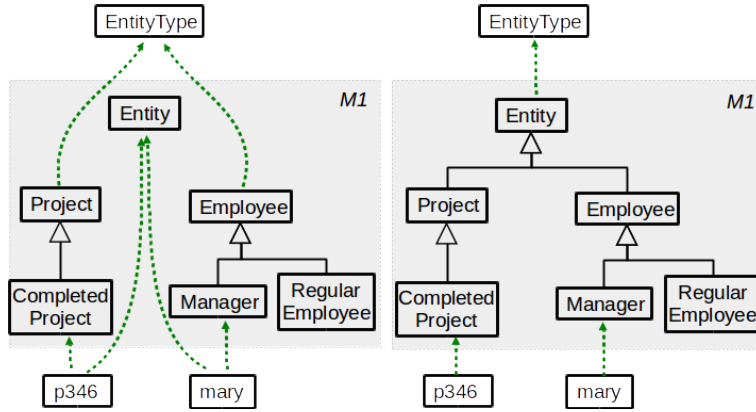 EntityType
M1
Entity
Project
Employee
Completed
Project
Manager
Regular
Employee
p346
mary
EntityType
M1
Entity
Project
Employee
Completed
Project
Manager
Regular
Employee
p346
mary